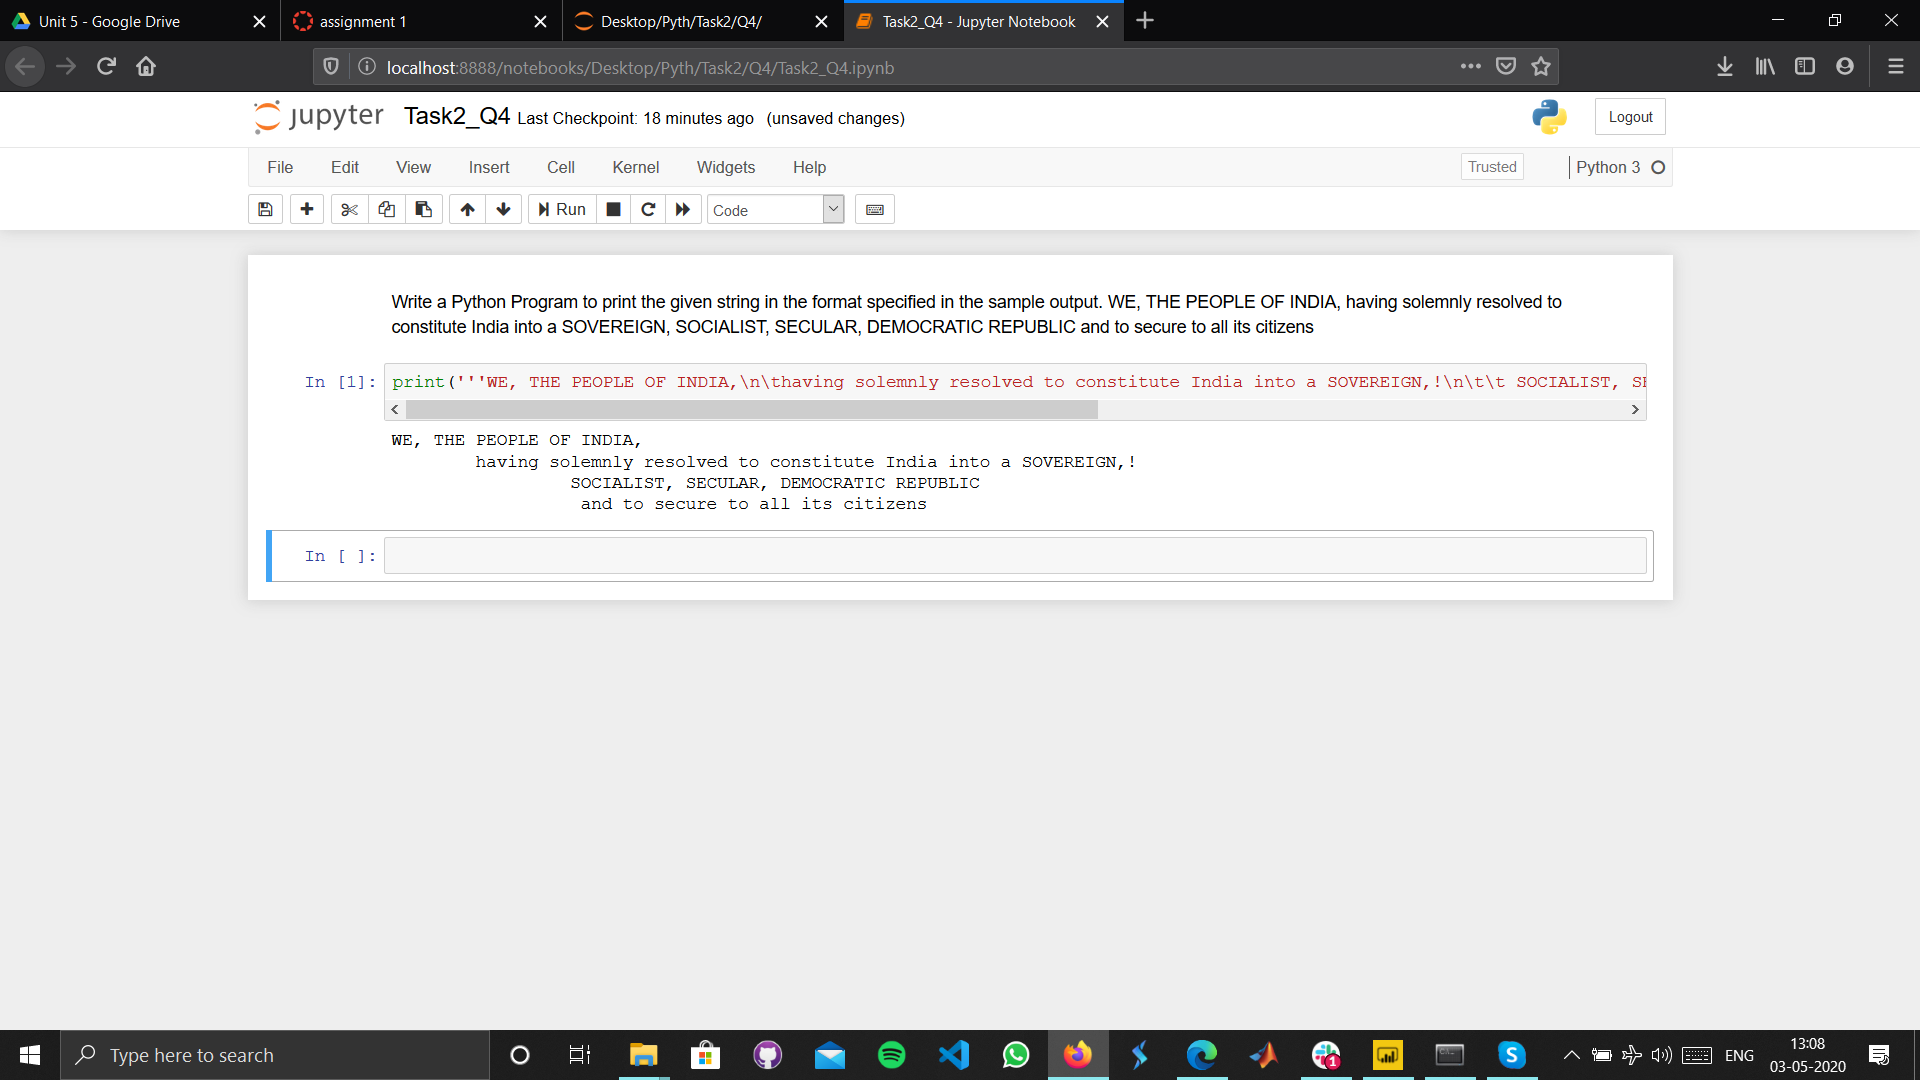 Unit 5 - Google Drive
assignment 1
Desktop/Pyth/Task2/Q4/
Task2_Q4 - Jupyter Notebook
localhost:8888/notebooks/Desktop/Pyth/Task2/Q4/Task2_Q4.ipynb
jupyter Task2_Q4 Last Checkpoint: 18 minutes ago (unsaved changes)
Logout
File Edit View Insert Cell Kernel Widgets Help
Trusted
Python 3
Run
Code
Write a Python Program to print the given string in the format specified in the sample output. WE, THE PEOPLE OF INDIA, having solemnly resolved to
constitute India into a SOVEREIGN, SOCIALIST, SECULAR, DEMOCRATIC REPUBLIC and to secure to all its citizens
In [1]: print('''WE, THE PEOPLE OF INDIA,\n\thaving solemnly resolved to constitute India into a SOVEREIGN,!\n\t\t SOCIALIST,
WE, THE PEOPLE OF INDIA,
having solemnly resolved to constitute India into a SOVEREIGN,!
SOCIALIST, SECULAR, DEMOCRATIC REPUBLIC
and to secure to all its citizens
In [ ]:
Type here to search
1
ENG
13:08
03-05-2020